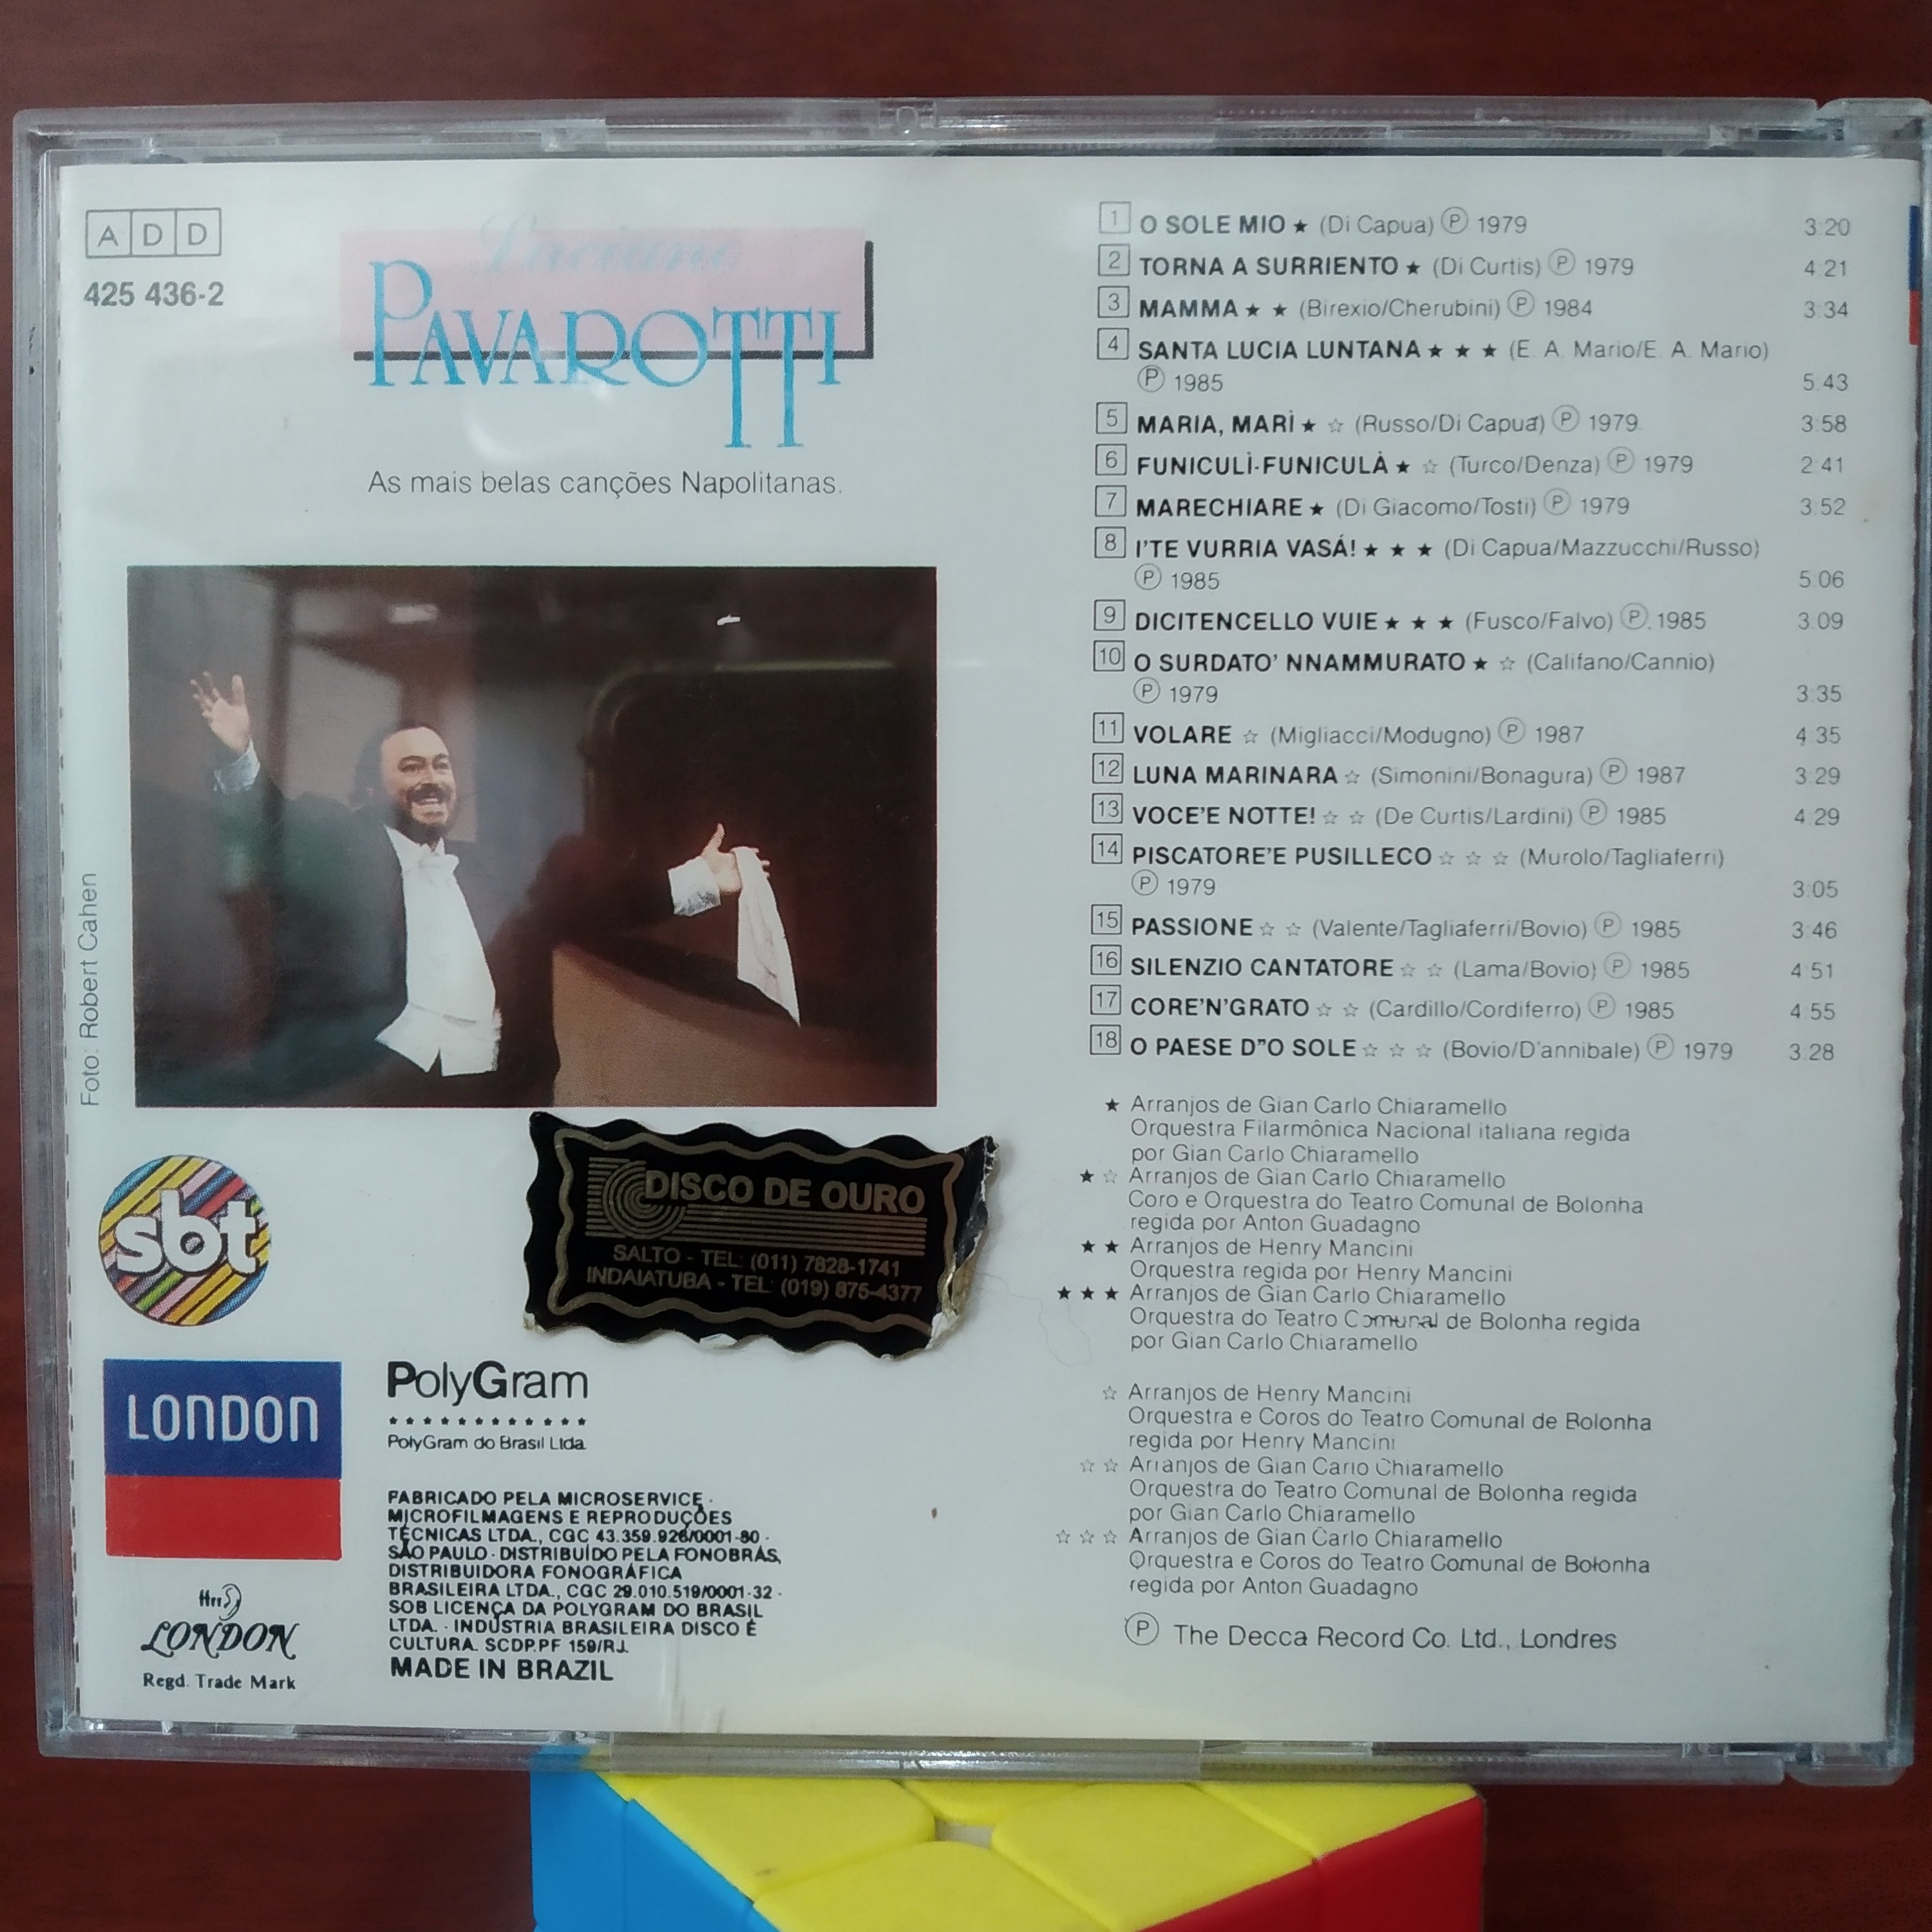 ADD
425 436-2
Luciano
PAVAROTTI
As mais belas canções Napolitanas.
Foto: Robert Cahen
sbt
DISCO DE OURO
SALTO - TEL: (011) 7828-1741
INDAIATUBA - TEL: (019) 875-4377
LONDON
PolyGram
PolyGram do Brasil Ltda.
FABRICADO PELA MICROSERVICE -
MICROFILMAGENS E REPRODUÇÕES
TÉCNICAS LTDA., CGC 43.359.926/0001-80 -
SÃO PAULO - DISTRIBUÍDO PELA FONOBRÁS,
DISTRIBUIDORA FONOGRÁFICA
BRASILEIRA LTDA., CGC 29.010.519/0001-32 -
SOB LICENÇA DA POLYGRAM DO BRASIL
LTDA. - INDÚSTRIA BRASILEIRA DISCO É
CULTURA. SCDP.PF 159/RJ.
MADE IN BRAZIL
ffrr
LONDON
Regd. Trade Mark
1 O SOLE MIO ★ (Di Capua) Ⓟ 1979 3:20
2 TORNA A SURRIENTO ★ (Di Curtis) Ⓟ 1979 4:21
3 MAMMA ★ ★ (Birexio/Cherubini) Ⓟ 1984 3:34
4 SANTA LUCIA LUNTANA ★ ★ ★ (E. A. Mario/E. A. Mario)
Ⓟ 1985 5:43
5 MARIA, MARÌ ★ ☆ (Russo/Di Capua) Ⓟ 1979 3:58
6 FUNICULÌ-FUNICULÀ ★ ☆ (Turco/Denza) Ⓟ 1979 2:41
7 MARECHIARE ★ (Di Giacomo/Tosti) Ⓟ 1979 3:52
8 I'TE VURRIA VASÁ! ★ ★ ★ (Di Capua/Mazzucchi/Russo)
Ⓟ 1985 5:06
9 DICITENCELLO VUIE ★ ★ ★ (Fusco/Falvo) Ⓟ 1985 3:09
10 O SURDATO' NNAMMURATO ★ ☆ (Califano/Cannio)
Ⓟ 1979 3:35
11 VOLARE ☆ (Migliacci/Modugno) Ⓟ 1987 4:35
12 LUNA MARINARA ☆ (Simonini/Bonagura) Ⓟ 1987 3:29
13 VOCE'E NOTTE! ☆ ☆ (De Curtis/Lardini) Ⓟ 1985 4:29
14 PISCATORE'E PUSILLECO ☆ ☆ ☆ (Murolo/Tagliaferri)
Ⓟ 1979 3:05
15 PASSIONE ☆ ☆ (Valente/Tagliaferri/Bovio) Ⓟ 1985 3:46
16 SILENZIO CANTATORE ☆ ☆ (Lama/Bovio) Ⓟ 1985 4:51
17 CORE'N'GRATO ☆ ☆ (Cardillo/Cordiferro) Ⓟ 1985 4:55
18 O PAESE D''O SOLE ☆ ☆ ☆ (Bovio/D'annibale) Ⓟ 1979 3:28
★ Arranjos de Gian Carlo Chiaramello
Orquestra Filarmônica Nacional italiana regida
por Gian Carlo Chiaramello
★ ☆ Arranjos de Gian Carlo Chiaramello
Coro e Orquestra do Teatro Comunal de Bolonha
regida por Anton Guadagno
★ ★ Arranjos de Henry Mancini
Orquestra regida por Henry Mancini
★ ★ ★ Arranjos de Gian Carlo Chiaramello
Orquestra do Teatro Comunal de Bolonha regida
por Gian Carlo Chiaramello
☆ Arranjos de Henry Mancini
Orquestra e Coros do Teatro Comunal de Bolonha
regida por Henry Mancini
☆ ☆ Arranjos de Gian Carlo Chiaramello
Orquestra do Teatro Comunal de Bolonha regida
por Gian Carlo Chiaramello
☆ ☆ ☆ Arranjos de Gian Carlo Chiaramello
Orquestra e Coros do Teatro Comunal de Bolonha
regida por Anton Guadagno
Ⓟ The Decca Record Co. Ltd., Londres